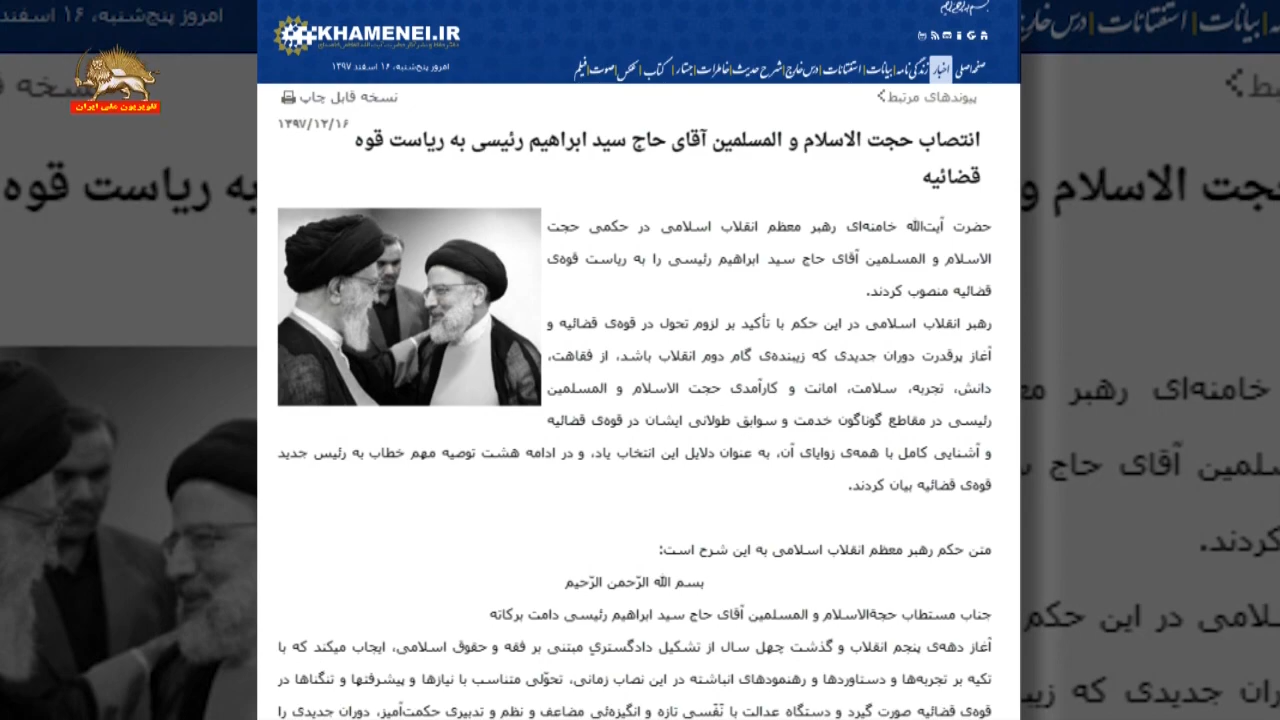 KHAMENEI.IR
امروز پنج‌شنبه، ۱۶ اسفند ۱۳۹۷
صفحه‌اصلی اخبار زندگی‌نامه بیانات استفتائات درس خارج شرح حدیث خاطرات جستار کتاب عکس صوت فیلم
تلویزیون ملی ایران
پیوندهای مرتبط
نسخه قابل چاپ
۱۳۹۷/۱۲/۱۶
انتصاب حجت الاسلام و المسلمین آقای حاج سید ابراهیم رئیسی به ریاست قوه
قضائیه
حضرت آیت‌الله خامنه‌ای رهبر معظم انقلاب اسلامی در حکمی حجت
الاسلام و المسلمین آقای حاج سید ابراهیم رئیسی را به ریاست قوه‌ی
قضائیه منصوب کردند.
رهبر انقلاب اسلامی در این حکم با تأکید بر لزوم تحول در قوه‌ی قضائیه و
آغاز پرقدرت دوران جدیدی که زیبنده‌ی گام دوم انقلاب باشد، از فقاهت،
دانش، تجربه، سلامت، امانت و کارآمدی حجت الاسلام و المسلمین
رئیسی در مقاطع گوناگون خدمت و سوابق طولانی ایشان در قوه‌ی قضائیه
و آشنایی کامل با همه‌ی زوایای آن، به عنوان دلایل این انتخاب یاد، و در ادامه هشت توصیه مهم خطاب به رئیس جدید
قوه‌ی قضائیه بیان کردند.
متن حکم رهبر معظم انقلاب اسلامی به این شرح است:
بسم الله الرّحمن الرّحیم
جناب مستطاب حجةالاسلام و المسلمین آقای حاج سید ابراهیم رئیسی دامت برکاته
آغاز دهه‌ی پنجم انقلاب و گذشت چهل سال از تشکیل دادگستریِ مبتنی بر فقه و حقوق اسلامی، ایجاب میکند که با
تکیه بر تجربه‌ها و دستاوردها و رهنمودهای انباشته در این نصاب زمانی، تحوّلی متناسب با نیازها و پیشرفتها و تنگناها در
قوه‌ی قضائیه صورت گیرد و دستگاه عدالت با نَفَسی تازه و انگیزه‌ئی مضاعف و نظم و تدبیری حکمت‌آمیز، دوران جدیدی را